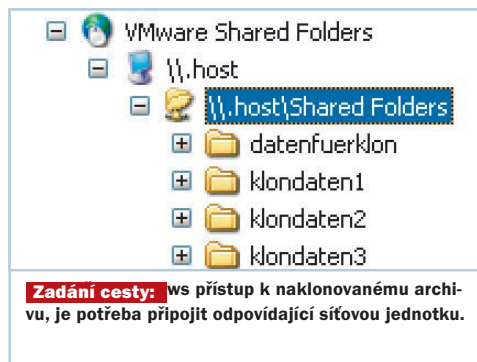 VMware Shared Folders
\\.host
\\.host\Shared Folders
datenfuerklon
klondaten1
klondaten2
klondaten3
Zadání cesty: ws přístup k naklonovanému archi-
vu, je potřeba připojit odpovídající síťovou jednotku.